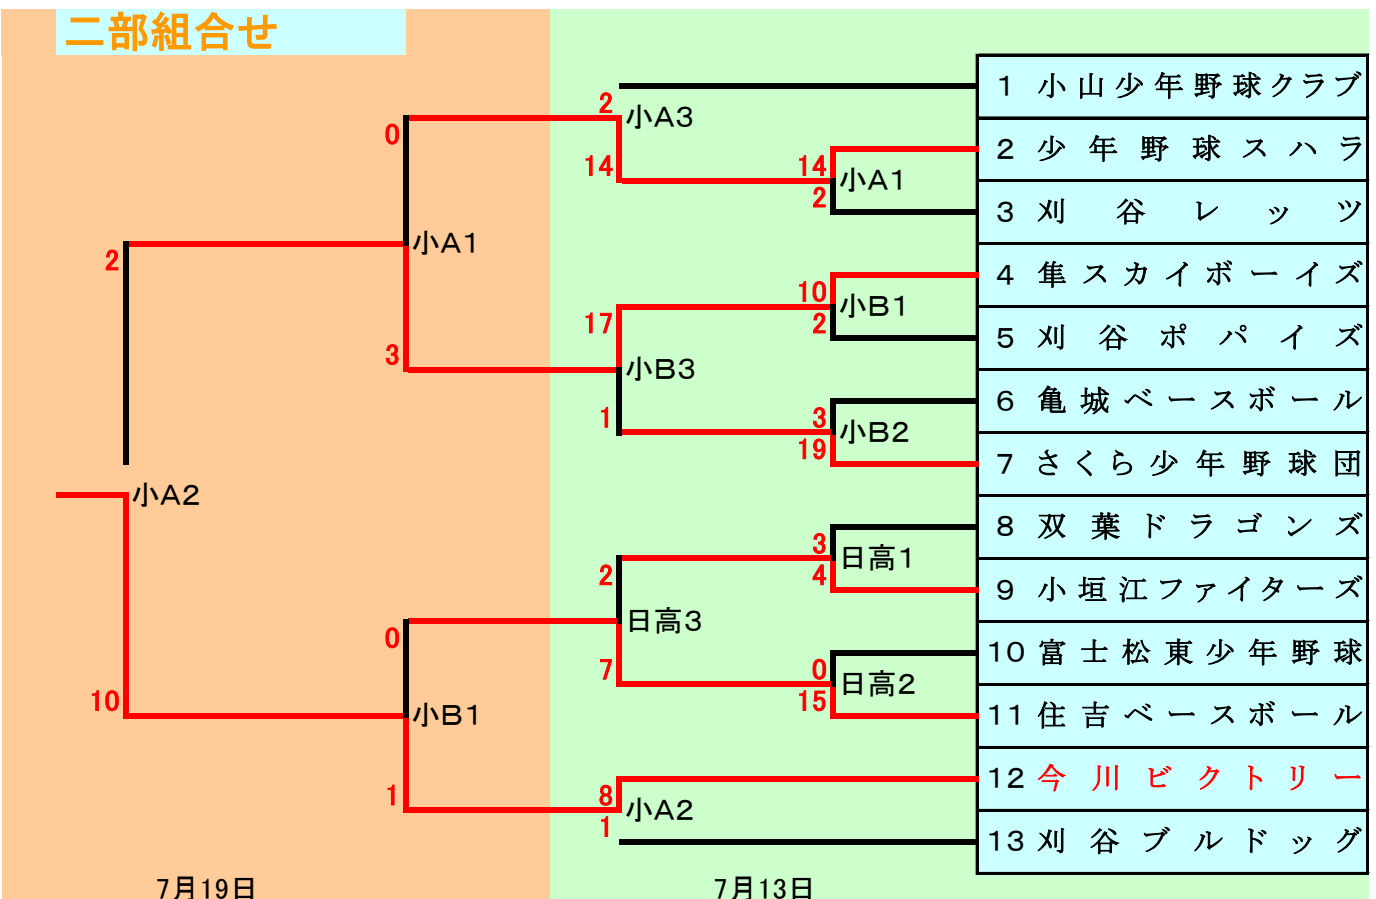 二部組合せ
1 小山少年野球クラブ
2 小A3
0
14 14 2 少年野球スハラ
小A1
2
3 刈谷レッツ
小A1
2
10 4 隼スカイボーイズ
17 小B1
2
3 5 刈谷ポパイズ
小B3
1 3 6 亀城ベースボール
小B2
19
7 さくら少年野球団
小A2
3 8 双葉ドラゴンズ
日高1
2 4
9 小垣江ファイターズ
日高3
0
7 0 10 富士松東少年野球
日高2
10 15
小B1 11 住吉ベースボール
1 8 12 今川ビクトリー
小A2
1
13 刈谷ブルドッグ
7月19日 7月13日